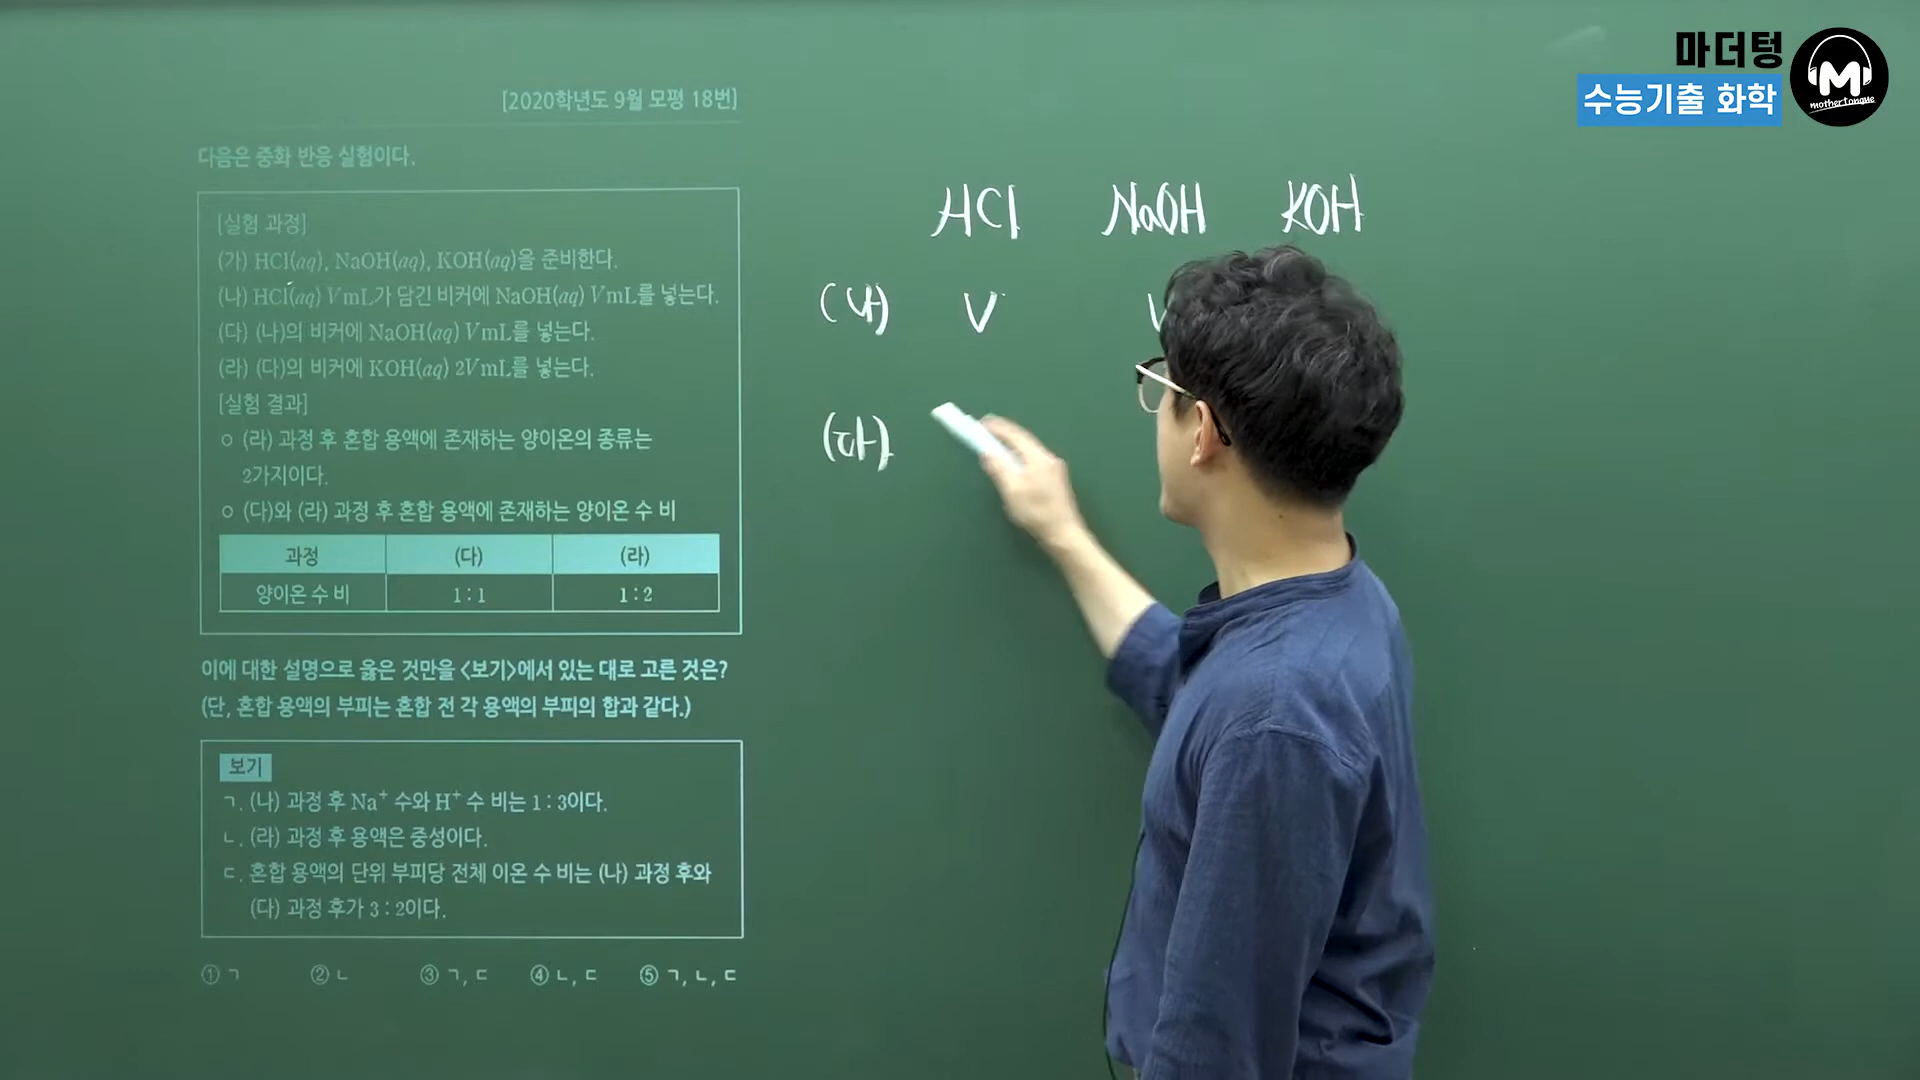 마더텅
수능기출 화학
mothertongue
[2020학년도 9월 모평 18번]
다음은 중화 반응 실험이다.
[실험 과정]
(가) HCl(aq), NaOH(aq), KOH(aq)을 준비한다.
(나) HCl(aq) V mL가 담긴 비커에 NaOH(aq) V mL를 넣는다.
(다) (나)의 비커에 NaOH(aq) V mL를 넣는다.
(라) (다)의 비커에 KOH(aq) 2V mL를 넣는다.
[실험 결과]
○ (라) 과정 후 혼합 용액에 존재하는 양이온의 종류는
2가지이다.
○ (다)와 (라) 과정 후 혼합 용액에 존재하는 양이온 수 비
과정 (다) (라)
양이온 수 비 1 : 1 1 : 2
이에 대한 설명으로 옳은 것만을 <보기>에서 있는 대로 고른 것은?
(단, 혼합 용액의 부피는 혼합 전 각 용액의 부피의 합과 같다.)
보기
ㄱ. (나) 과정 후 Na⁺ 수와 H⁺ 수 비는 1 : 3이다.
ㄴ. (라) 과정 후 용액은 중성이다.
ㄷ. 혼합 용액의 단위 부피당 전체 이온 수 비는 (나) 과정 후와
(다) 과정 후가 3 : 2이다.
① ㄱ ② ㄴ ③ ㄱ, ㄷ ④ ㄴ, ㄷ ⑤ ㄱ, ㄴ, ㄷ
HCl NaOH KOH
(나) V V
(다)